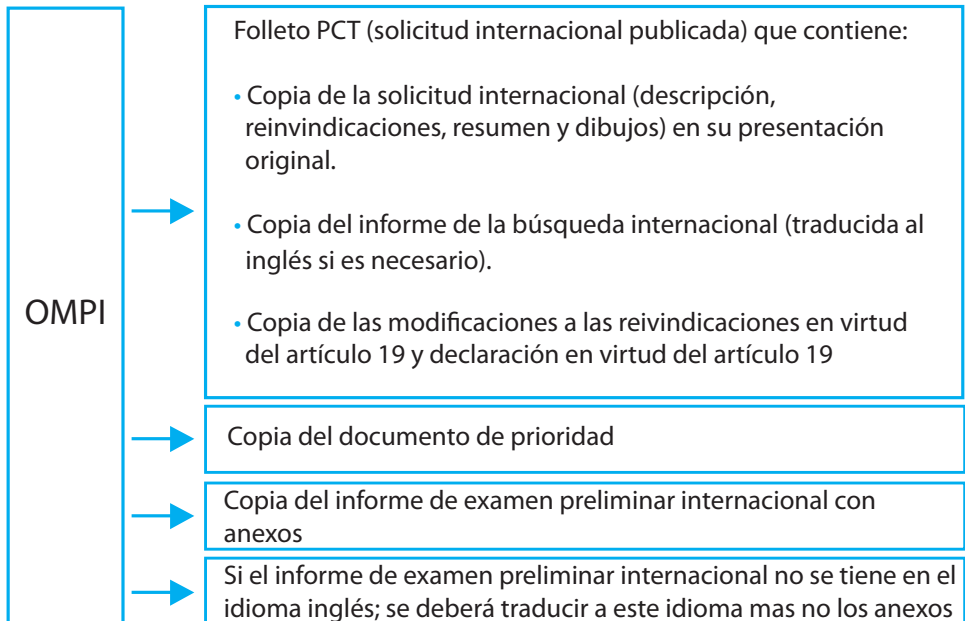 OMPI
Folleto PCT (solicitud internacional publicada) que contiene:
• Copia de la solicitud internacional (descripción,
reinvindicaciones, resumen y dibujos) en su presentación
original.
• Copia del informe de la búsqueda internacional (traducida al
inglés si es necesario).
• Copia de las modificaciones a las reivindicaciones en virtud
del artículo 19 y declaración en virtud del artículo 19
Copia del documento de prioridad
Copia del informe de examen preliminar internacional con
anexos
Si el informe de examen preliminar internacional no se tiene en el
idioma inglés; se deberá traducir a este idioma mas no los anexos